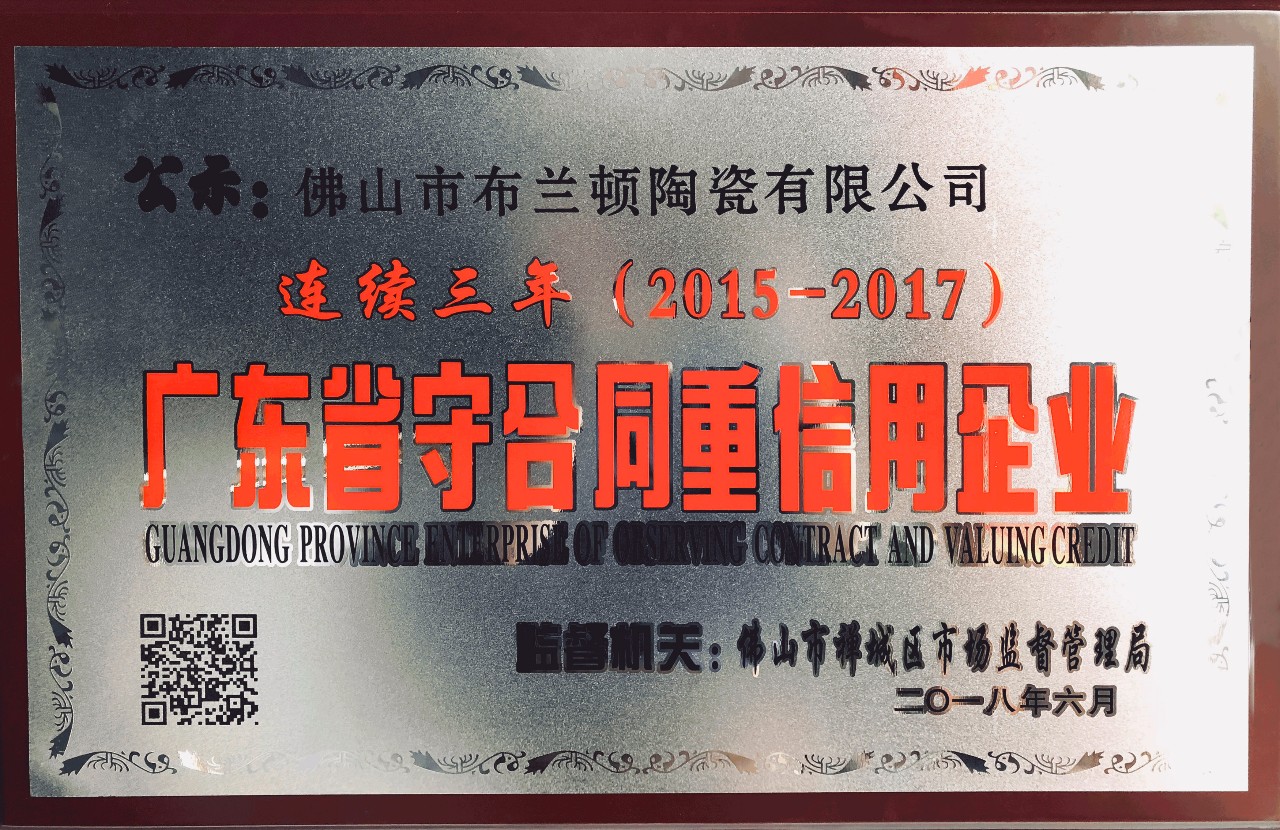 公示：佛山市布兰顿陶瓷有限公司
连续三年（2015-2017）
广东省守合同重信用企业
GUANGDONG PROVINCE ENTERPRISE OF OBSERVING CONTRACT AND VALUING CREDIT
监督机关：佛山市禅城区市场监督管理局
二〇一八年六月